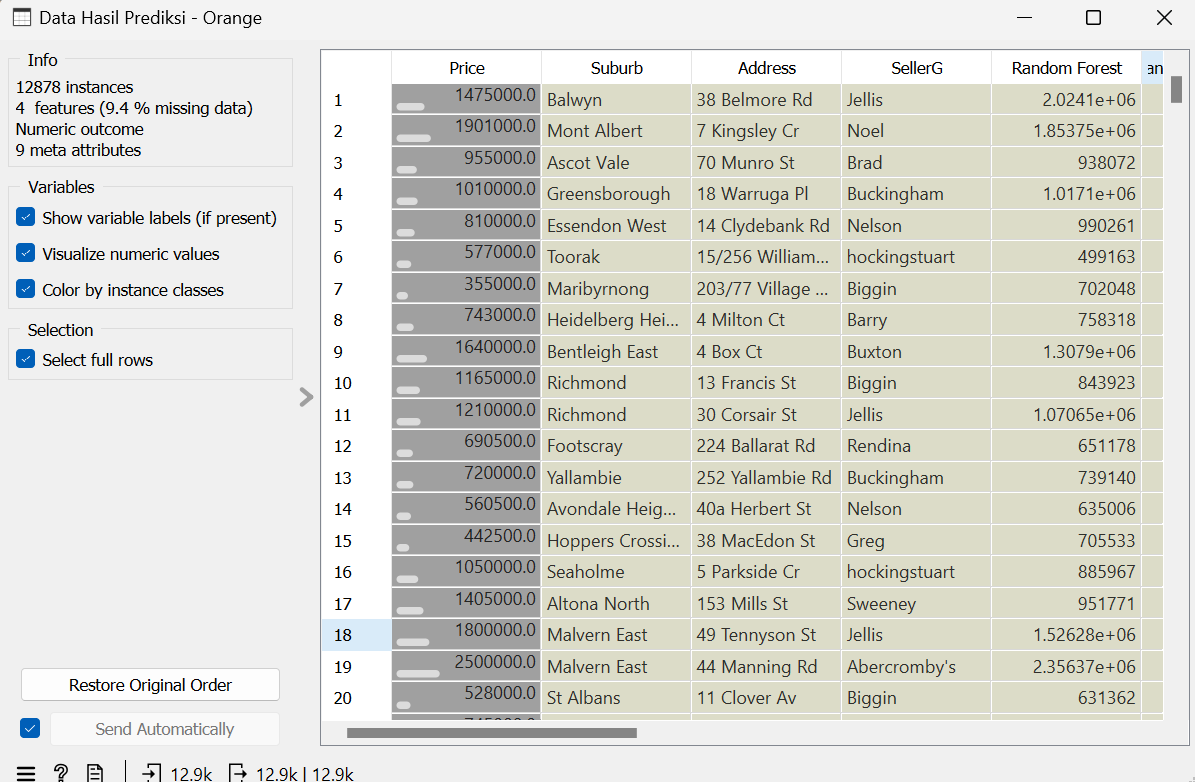 Data Hasil Prediksi - Orange
Info
12878 instances
4 features (9.4 % missing data)
Numeric outcome
9 meta attributes
Variables
Show variable labels (if present)
Visualize numeric values
Color by instance classes
Selection
Select full rows
Restore Original Order
Send Automatically
12.9k 12.9k | 12.9k
Price Suburb Address SellerG Random Forest an
1 1475000.0 Balwyn 38 Belmore Rd Jellis 2.0241e+06
2 1901000.0 Mont Albert 7 Kingsley Cr Noel 1.85375e+06
3 955000.0 Ascot Vale 70 Munro St Brad 938072
4 1010000.0 Greensborough 18 Warruga Pl Buckingham 1.0171e+06
5 810000.0 Essendon West 14 Clydebank Rd Nelson 990261
6 577000.0 Toorak 15/256 William... hockingstuart 499163
7 355000.0 Maribyrnong 203/77 Village ... Biggin 702048
8 743000.0 Heidelberg Hei... 4 Milton Ct Barry 758318
9 1640000.0 Bentleigh East 4 Box Ct Buxton 1.3079e+06
10 1165000.0 Richmond 13 Francis St Biggin 843923
11 1210000.0 Richmond 30 Corsair St Jellis 1.07065e+06
12 690500.0 Footscray 224 Ballarat Rd Rendina 651178
13 720000.0 Yallambie 252 Yallambie Rd Buckingham 739140
14 560500.0 Avondale Heig... 40a Herbert St Nelson 635006
15 442500.0 Hoppers Crossi... 38 MacEdon St Greg 705533
16 1050000.0 Seaholme 5 Parkside Cr hockingstuart 885967
17 1405000.0 Altona North 153 Mills St Sweeney 951771
18 1800000.0 Malvern East 49 Tennyson St Jellis 1.52628e+06
19 2500000.0 Malvern East 44 Manning Rd Abercromby's 2.35637e+06
20 528000.0 St Albans 11 Clover Av Biggin 631362